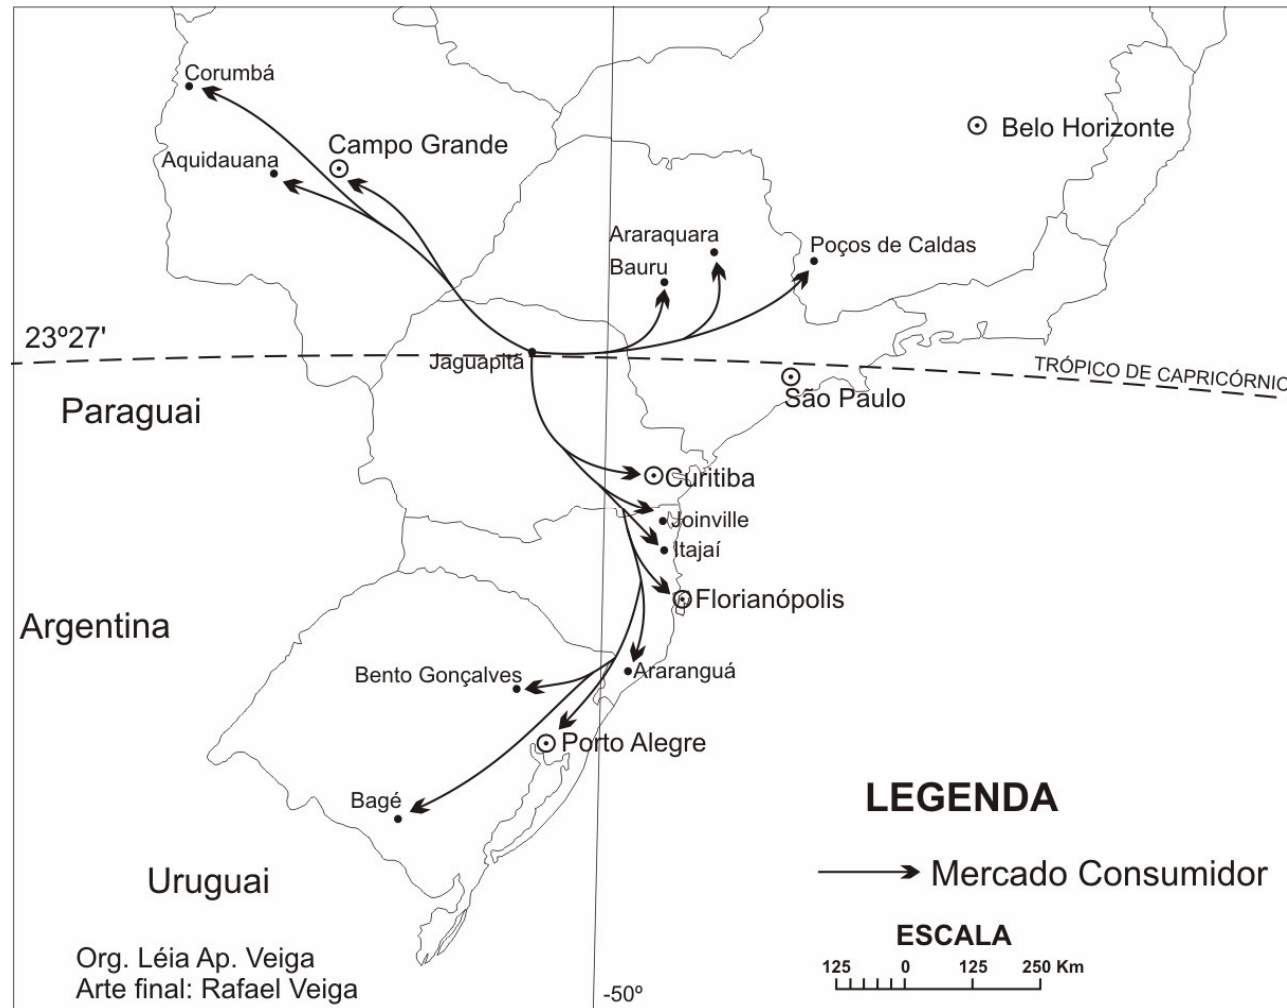 Corumbá
Campo Grande
Belo Horizonte
Aquidauana
Araraquara
Poços de Caldas
Bauru
23º27'
Jaguapitã
TRÓPICO DE CAPRICÓRNIO
Paraguai
São Paulo
Curitiba
Joinville
Itajaí
Florianópolis
Argentina
Bento Gonçalves
Araranguá
Porto Alegre
Bagé
LEGENDA
Uruguai
Mercado Consumidor
ESCALA
Org. Léia Ap. Veiga
125 0 125 250 Km
Arte final: Rafael Veiga
-50º